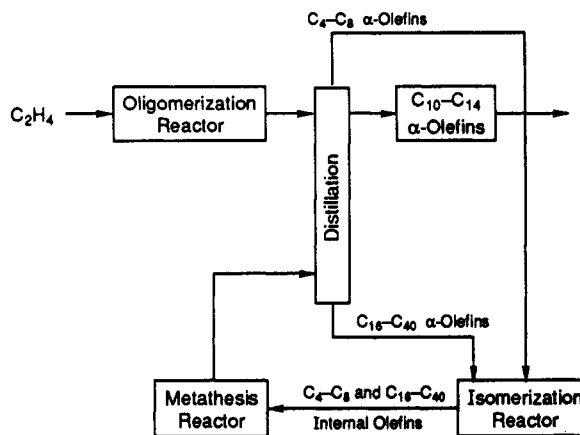 C₄–C₈ α-Olefins
C₂H₄
Oligomerization
Reactor
Distillation
C₁₀–C₁₄
α-Olefins
C₁₆–C₄₀ α-Olefins
Metathesis
Reactor
C₄–C₈ and C₁₆–C₄₀
Internal Olefins
Isomerization
Reactor